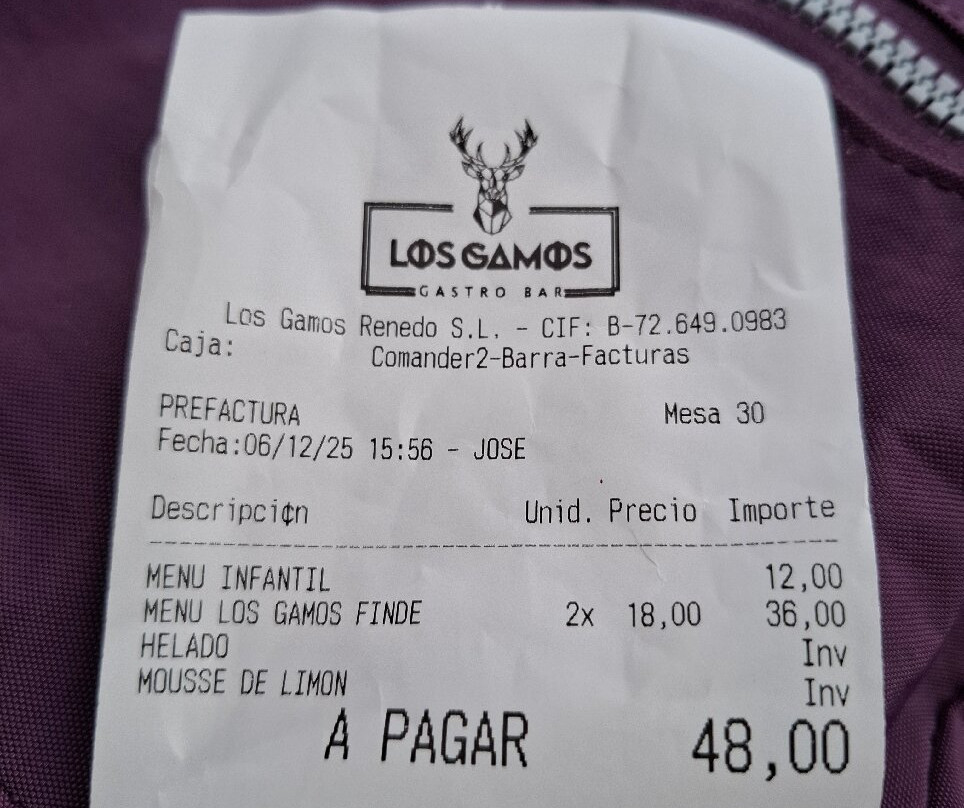 LOS GAMOS
GASTRO BAR
Los Gamos Renedo S.L. - CIF: B-72.649.0983
Caja: Comander2-Barra-Facturas
PREFACTURA Mesa 30
Fecha:06/12/25 15:56 - JOSE
Descripci¢n Unid. Precio Importe
MENU INFANTIL 12,00
MENU LOS GAMOS FINDE 2x 18,00 36,00
HELADO Inv
MOUSSE DE LIMON Inv
A PAGAR 48,00